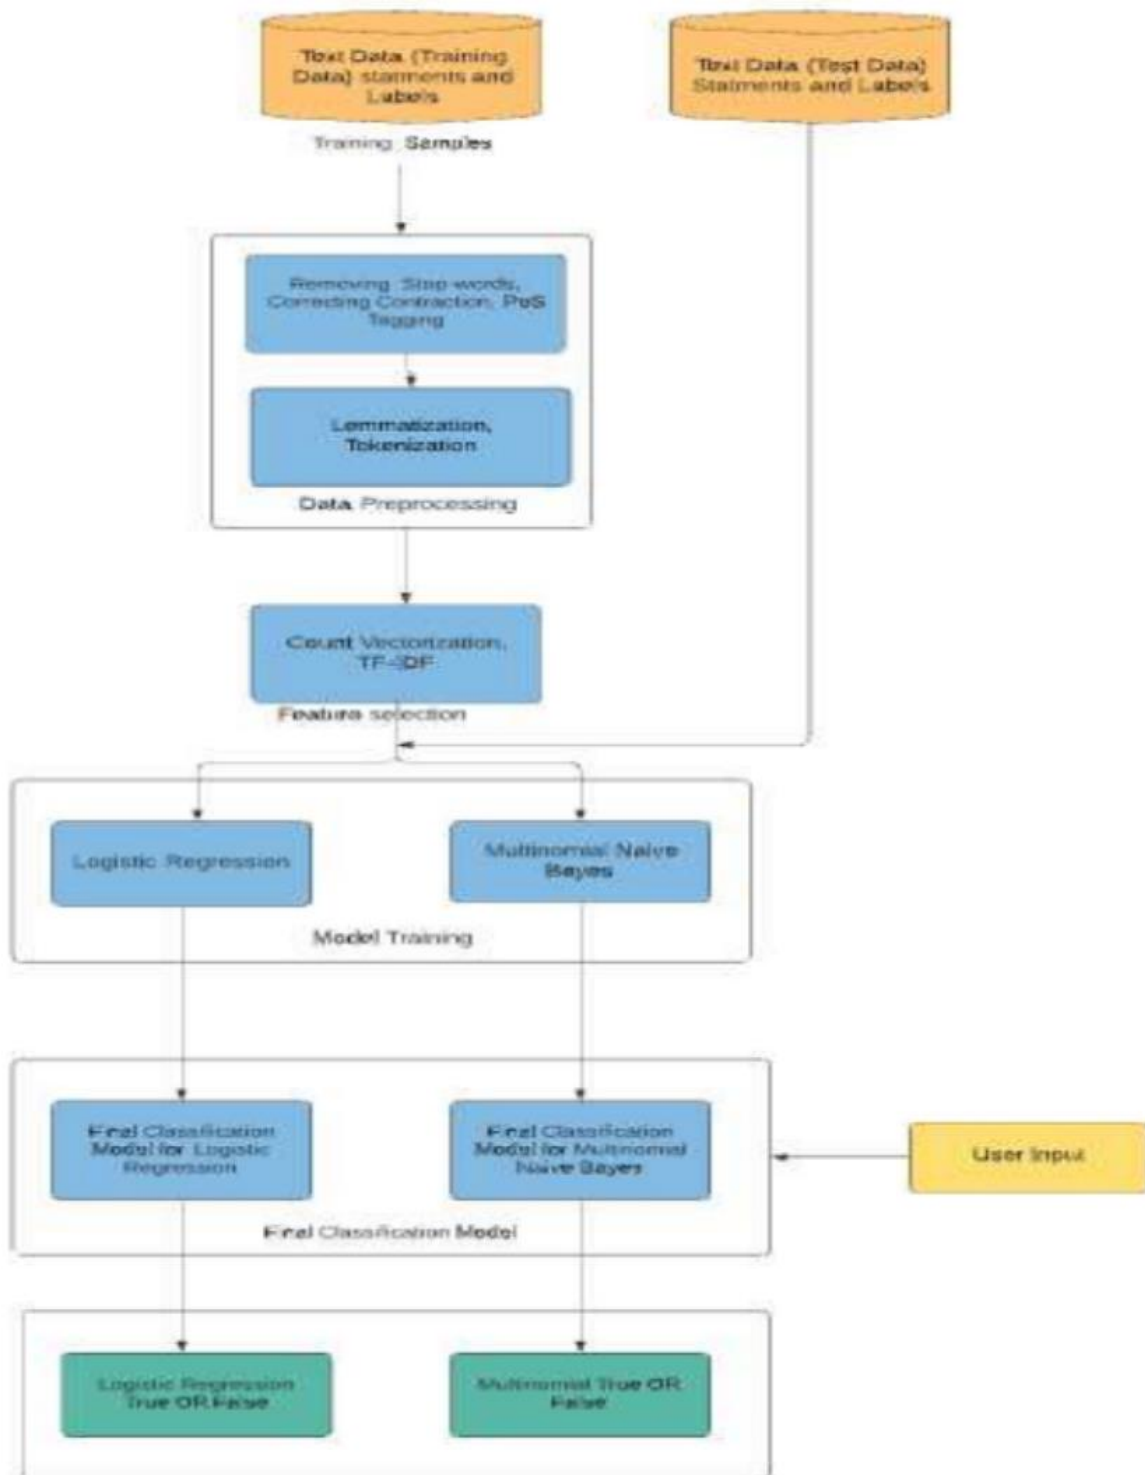 Text Data (Training
Data) statments and
Labels
Text Data (Test Data)
Statments and Labels
Training Samples
Removing Stop-words,
Correcting Contraction, PoS
Tagging
Lemmatization,
Tokenization
Data Preprocessing
Count Vectorization,
TF-IDF
Feature selection
Logistic Regression
Multinomial Naive
Bayes
Model Training
Final Classification
Model for Logistic
Regression
Final Classification
Model for Multinomial
Naive Bayes
User Input
Final Classification Model
Logistic Regression
True OR False
Multinomial True OR
False